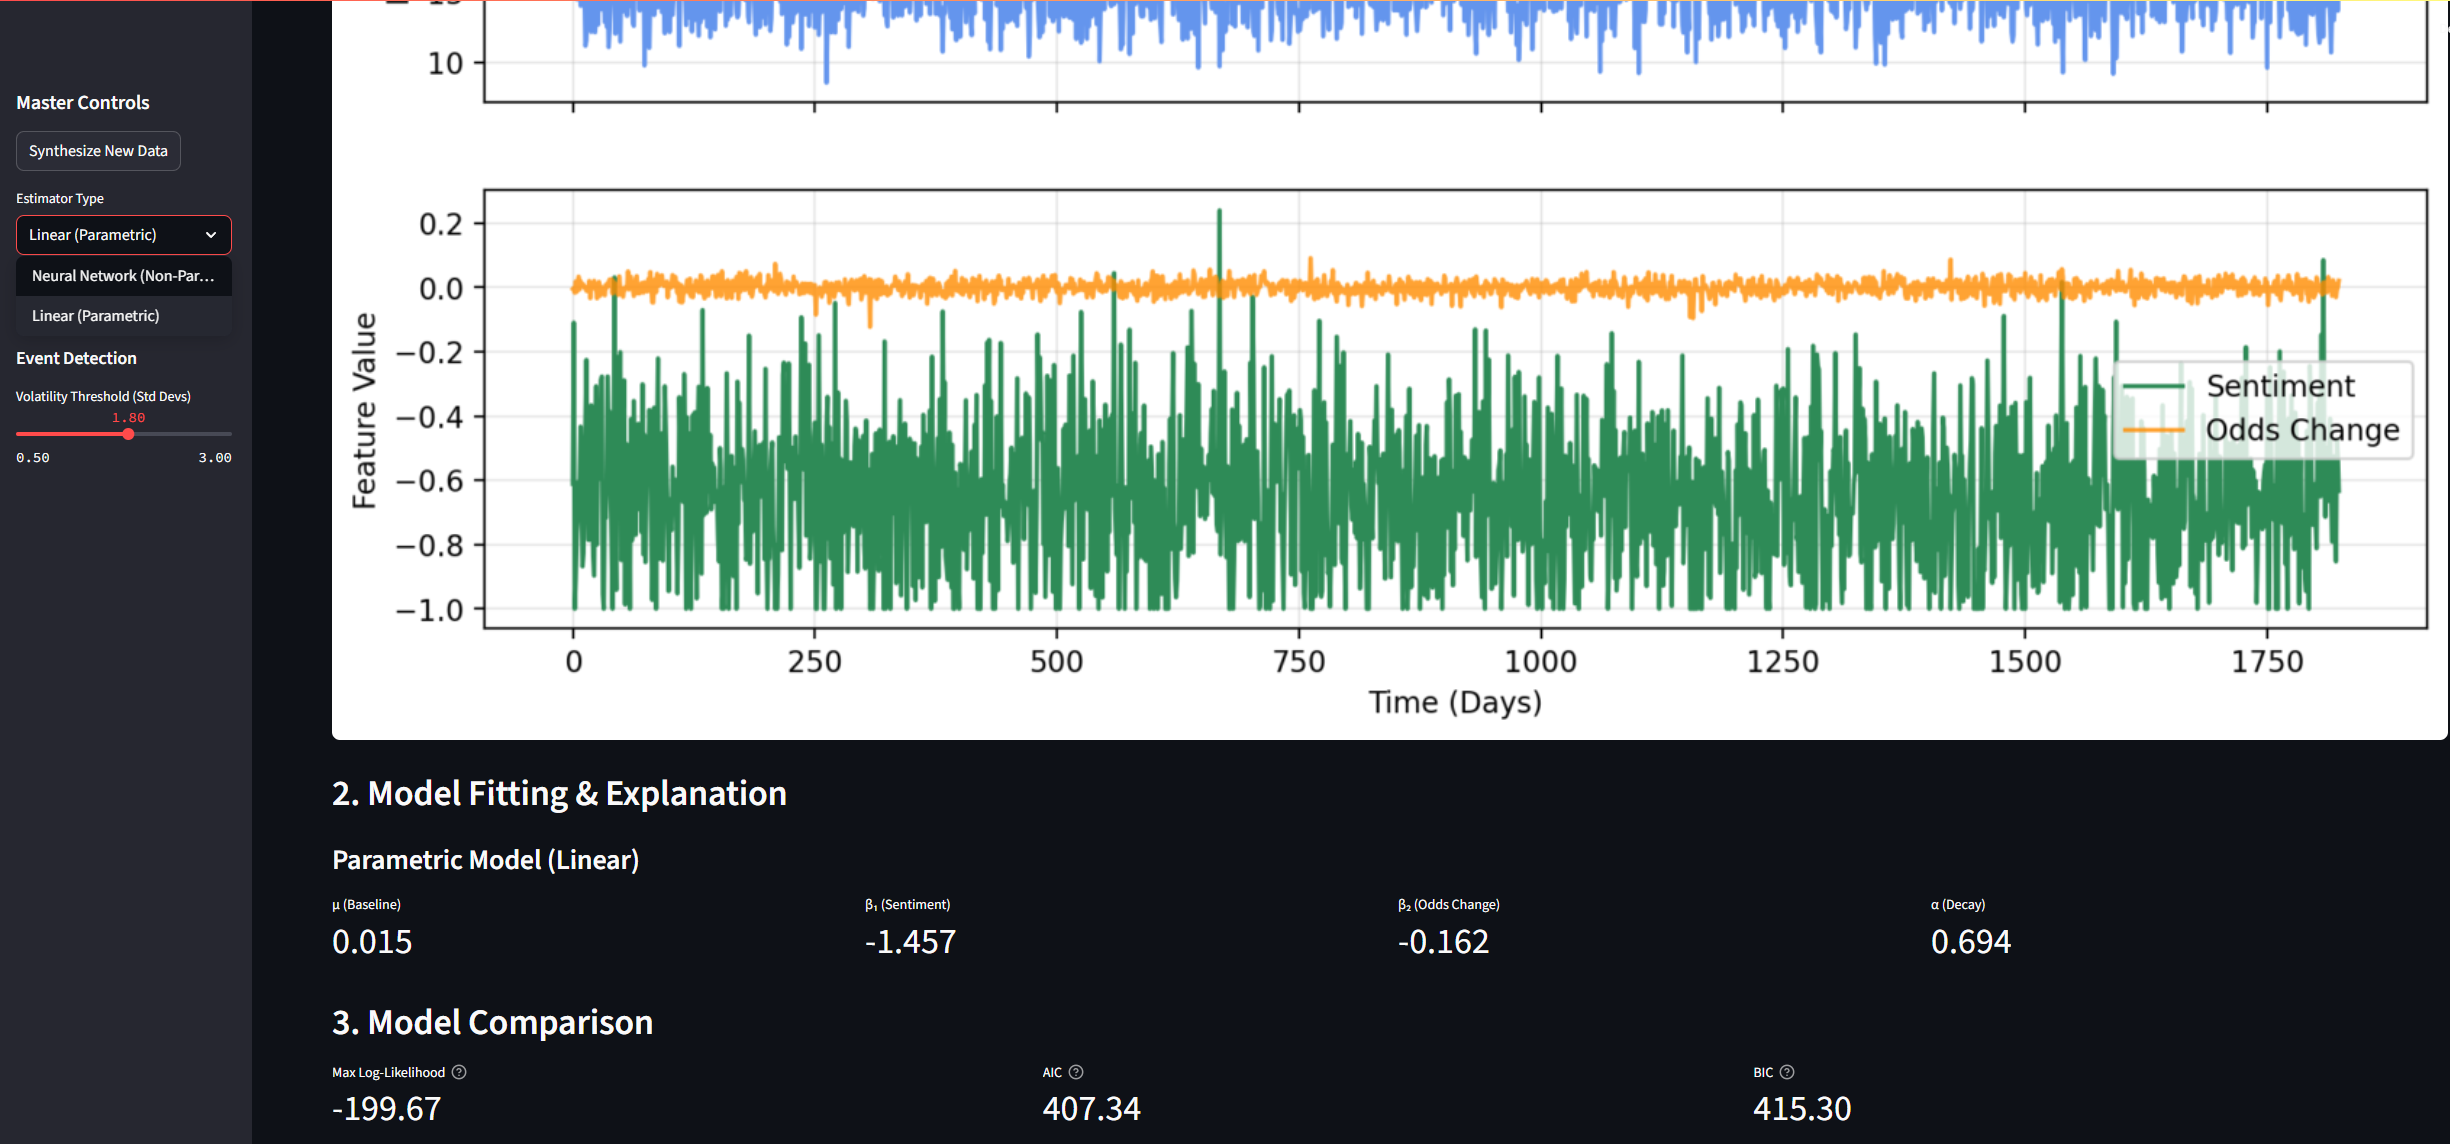 Master Controls
Synthesize New Data
Estimator Type
Linear (Parametric)
Neural Network (Non-Par...
Linear (Parametric)
Event Detection
Volatility Threshold (Std Devs)
1.80
0.50 3.00
10
0.2
0.0
−0.2
−0.4
−0.6
−0.8
−1.0
Feature Value
Sentiment
Odds Change
0 250 500 750 1000 1250 1500 1750
Time (Days)
2. Model Fitting & Explanation
Parametric Model (Linear)
μ (Baseline) β₁ (Sentiment) β₂ (Odds Change) α (Decay)
0.015 -1.457 -0.162 0.694
3. Model Comparison
Max Log-Likelihood AIC BIC
-199.67 407.34 415.30